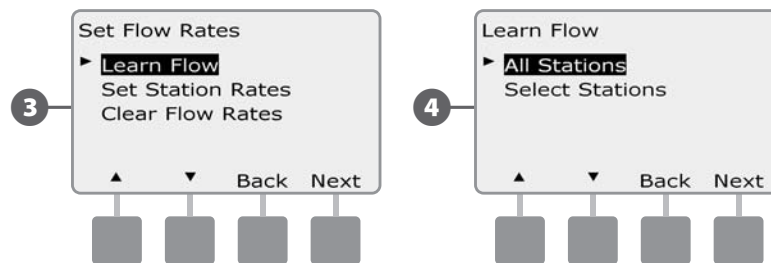 Set Flow Rates
► Learn Flow
Set Station Rates
Clear Flow Rates
▲ ▼ Back Next
3
Learn Flow
► All Stations
Select Stations
▲ ▼ Back Next
4